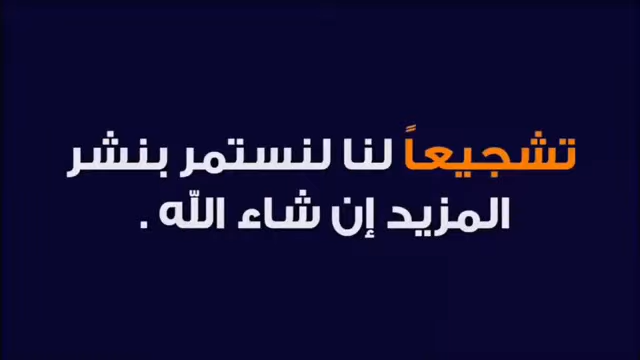 تشجيعاً لنا لنستمر بنشر
المزيد إن شاء الله .